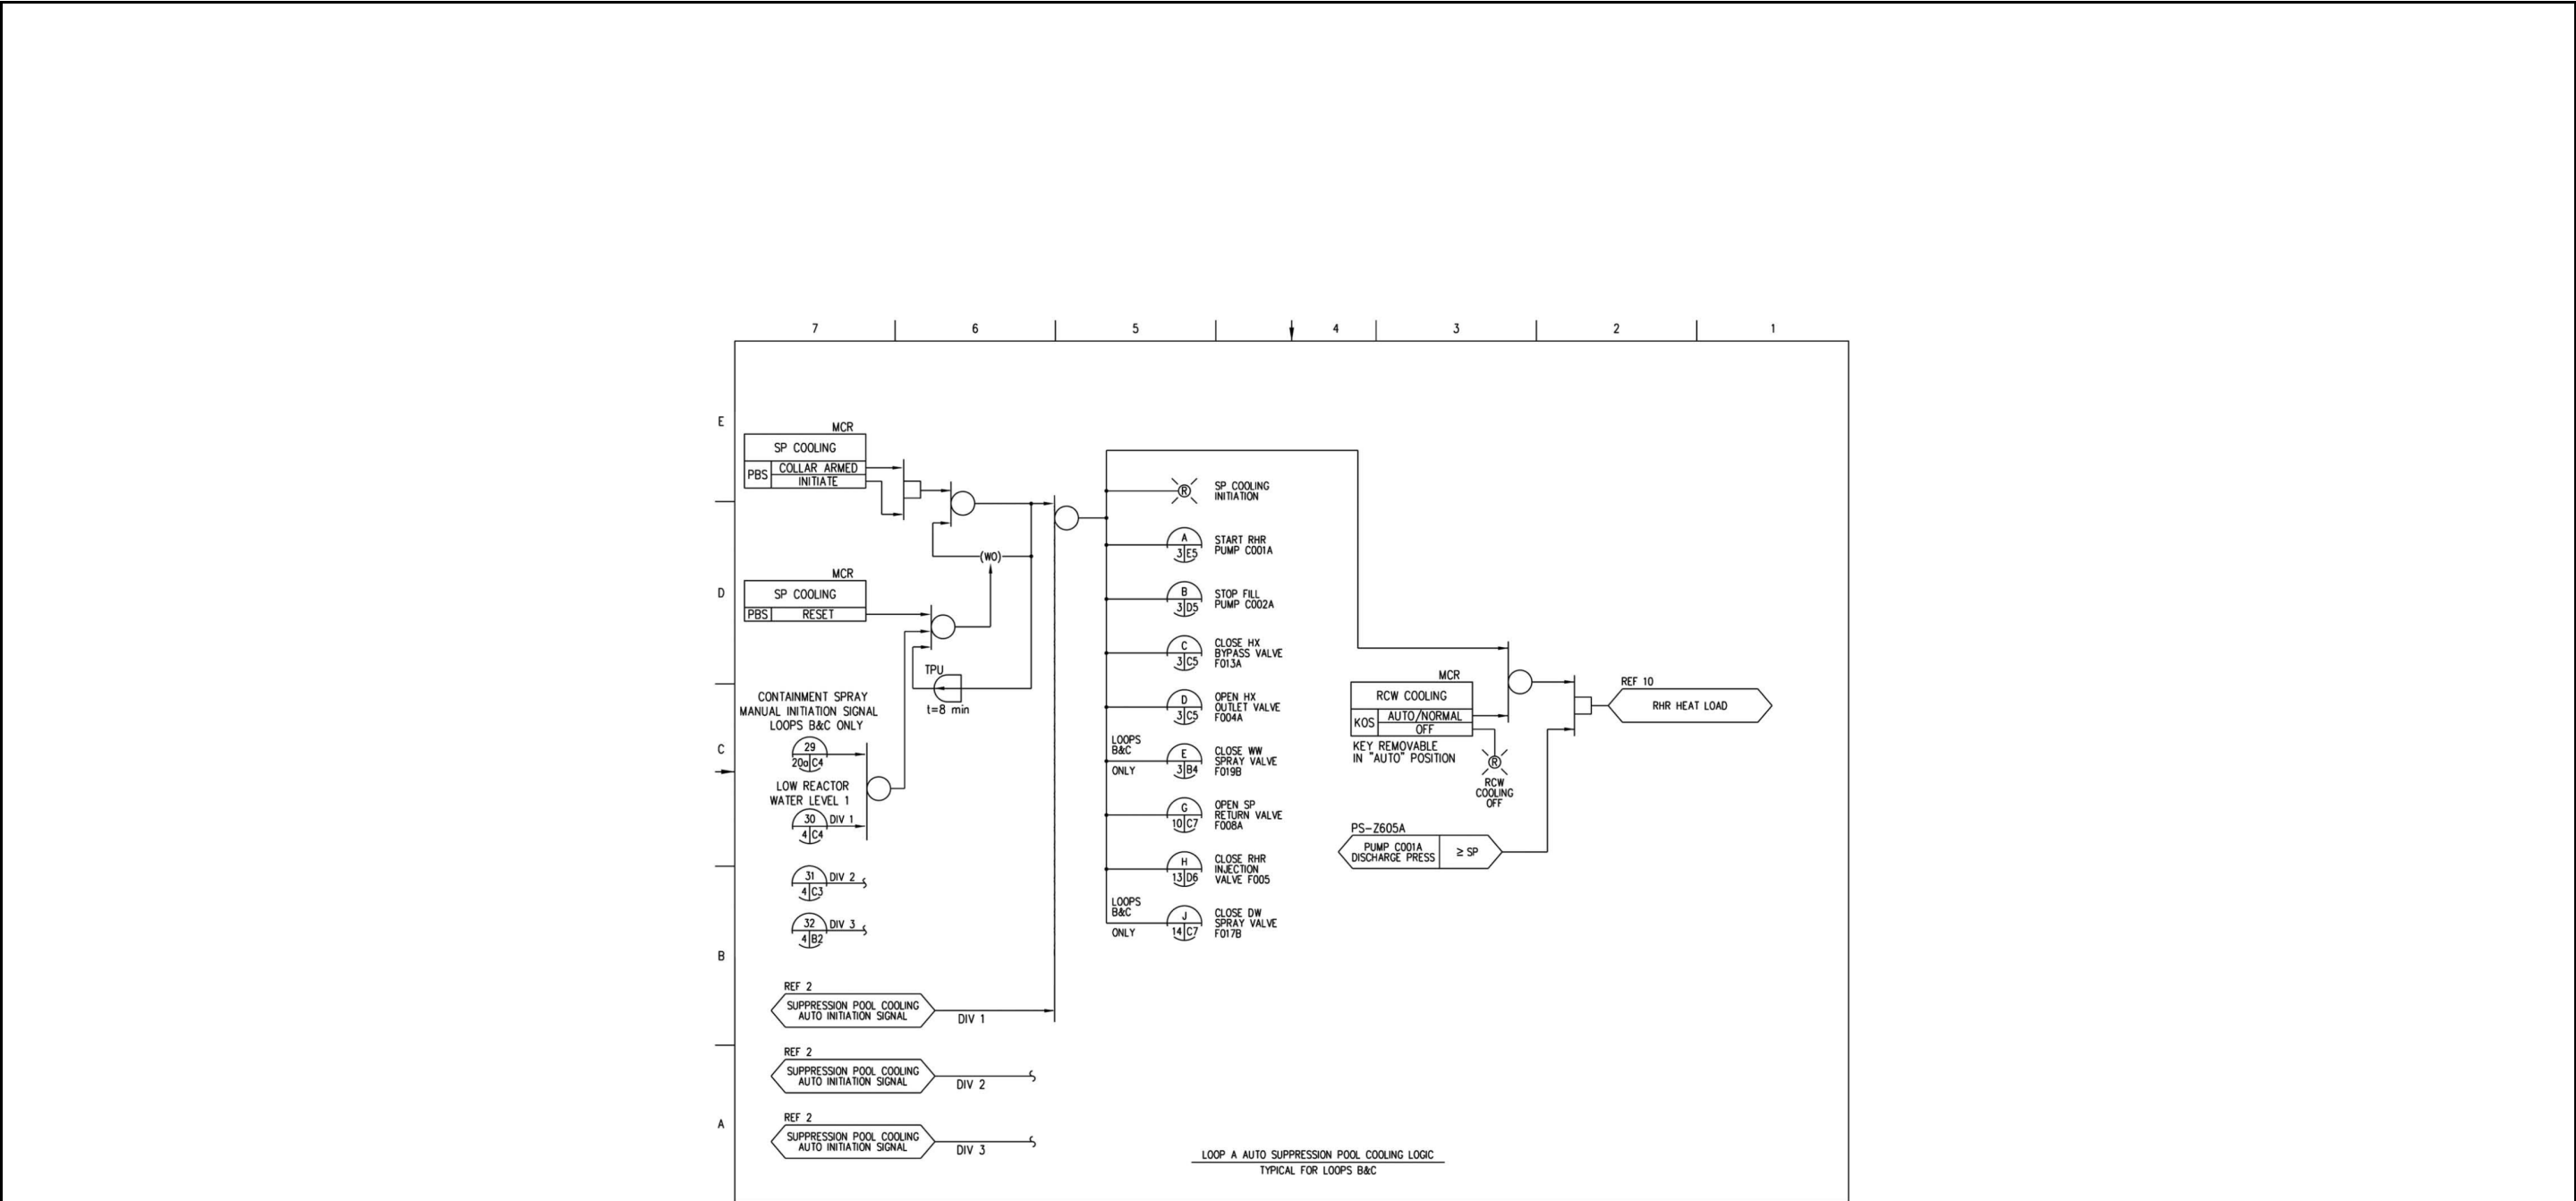 7 6 5 4 3 2 1
E
MCR
SP COOLING
PBS COLLAR ARMED
INITIATE
D
MCR
SP COOLING
PBS RESET
(WO)
TPU
t=8 min
C
CONTAINMENT SPRAY
MANUAL INITIATION SIGNAL
LOOPS B&C ONLY
29
20a C4
LOW REACTOR
WATER LEVEL 1
30 DIV 1
4 C4
31 DIV 2
4 C3
32 DIV 3
4 B2
B
REF 2
SUPPRESSION POOL COOLING
AUTO INITIATION SIGNAL
DIV 1
REF 2
SUPPRESSION POOL COOLING
AUTO INITIATION SIGNAL
DIV 2
A
REF 2
SUPPRESSION POOL COOLING
AUTO INITIATION SIGNAL
DIV 3
R
SP COOLING
INITIATION
A
3 E5
START RHR
PUMP C001A
B
3 D5
STOP FILL
PUMP C002A
C
3 C5
CLOSE HX
BYPASS VALVE
F013A
D
3 C5
OPEN HX
OUTLET VALVE
F004A
LOOPS
B&C
ONLY
E
3 B4
CLOSE WW
SPRAY VALVE
F019B
G
10 C7
OPEN SP
RETURN VALVE
F008A
H
13 D6
CLOSE RHR
INJECTION
VALVE F005
LOOPS
B&C
ONLY
J
14 C7
CLOSE DW
SPRAY VALVE
F017B
MCR
RCW COOLING
KOS AUTO/NORMAL
OFF
KEY REMOVABLE
IN "AUTO" POSITION
R
RCW
COOLING
OFF
PS-Z605A
PUMP C001A
DISCHARGE PRESS
≥ SP
REF 10
RHR HEAT LOAD
LOOP A AUTO SUPPRESSION POOL COOLING LOGIC
TYPICAL FOR LOOPS B&C